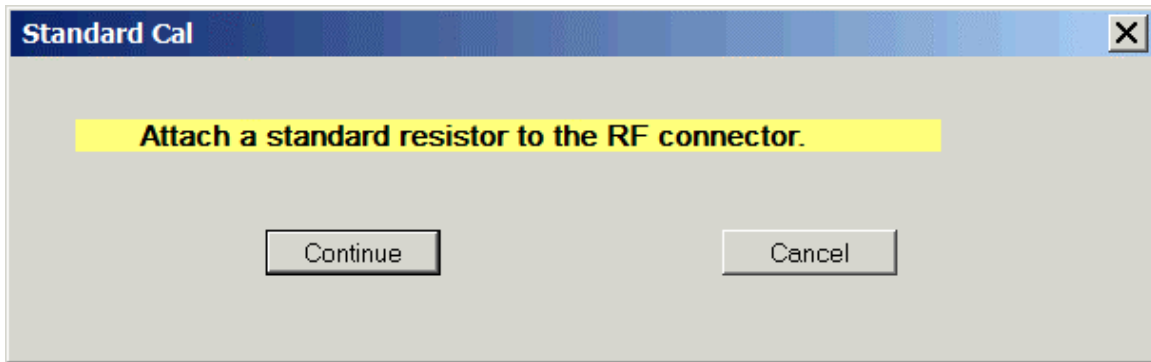 Standard Cal
Attach a standard resistor to the RF connector.
Continue
Cancel